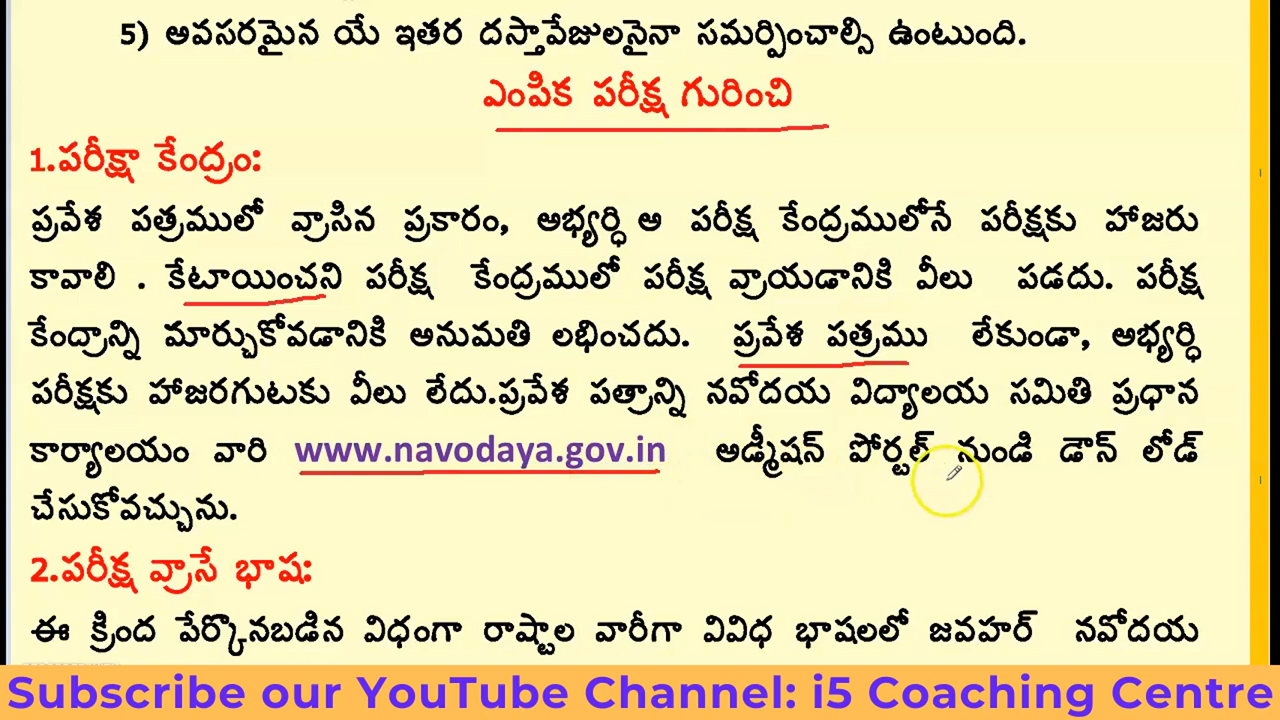 5) అవసరమైన యే ఇతర దస్తావేజులనైనా సమర్పించాల్సి ఉంటుంది.
ఎంపిక పరీక్ష గురించి
1.పరీక్షా కేంద్రం:
ప్రవేశ పత్రములో వ్రాసిన ప్రకారం, అభ్యర్ధి ఆ పరీక్ష కేంద్రములోనే పరీక్షకు హాజరు
కావాలి . కేటాయించని పరీక్ష కేంద్రములో పరీక్ష వ్రాయడానికి వీలు పడదు. పరీక్ష
కేంద్రాన్ని మార్చుకోవడానికి అనుమతి లభించదు. ప్రవేశ పత్రము లేకుండా, అభ్యర్ధి
పరీక్షకు హాజరగుటకు వీలు లేదు.ప్రవేశ పత్రాన్ని నవోదయ విద్యాలయ సమితి ప్రధాన
కార్యాలయం వారి www.navodaya.gov.in అడ్మీషన్ పోర్టల్ నుండి డౌన్ లోడ్
చేసుకోవచ్చును.
2.పరీక్ష వ్రాసే భాష:
ఈ క్రింద పేర్కొనబడిన విధంగా రాష్టాల వారీగా వివిధ భాషలలో జవహర్ నవోదయ
Subscribe our YouTube Channel: i5 Coaching Centre